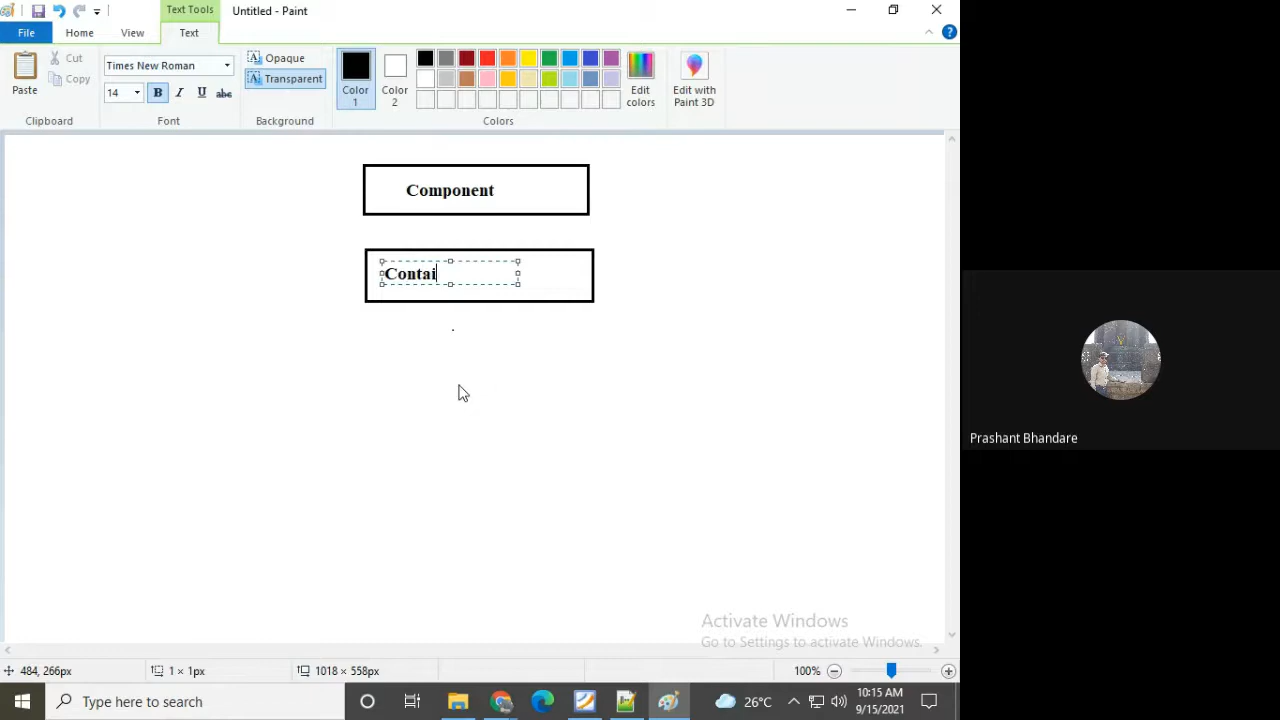 Text Tools
Untitled - Paint
File
Home
View
Text
Paste
Cut
Copy
Clipboard
Times New Roman
14
B
I
U
abc
Font
Opaque
Transparent
Background
Color
1
Color
2
Edit
colors
Colors
Edit with
Paint 3D
Component
Contai
Prashant Bhandare
Activate Windows
Go to Settings to activate Windows.
484, 266px
1 × 1px
1018 × 558px
100%
Type here to search
26°C
10:15 AM
9/15/2021